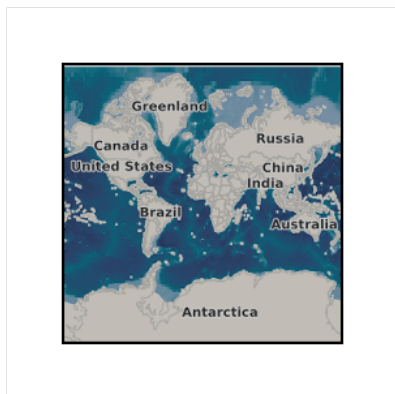 Greenland
Canada
Russia
United States
China
India
Brazil
Australia
Antarctica